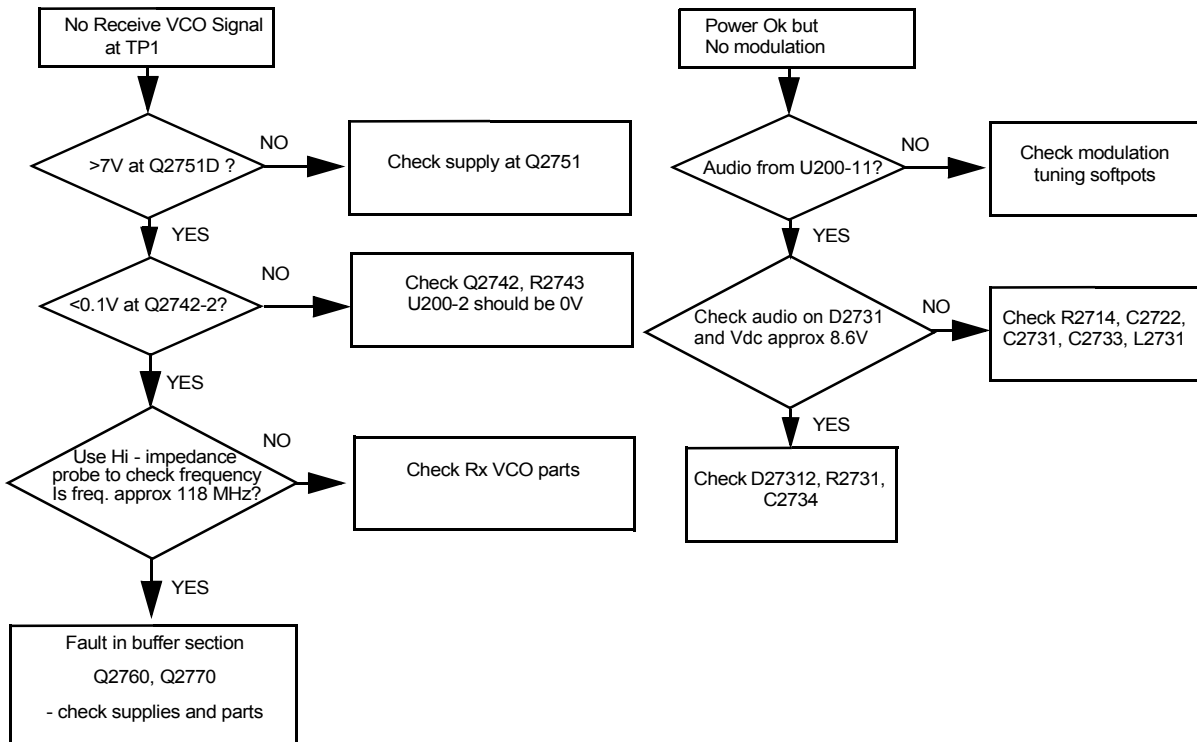 No Receive VCO Signal
at TP1
>7V at Q2751D ?
NO
Check supply at Q2751
YES
<0.1V at Q2742-2?
NO
Check Q2742, R2743
U200-2 should be 0V
YES
Use Hi - impedance
probe to check frequency
Is freq. approx 118 MHz?
NO
Check Rx VCO parts
YES
Fault in buffer section
Q2760, Q2770
- check supplies and parts
Power Ok but
No modulation
Audio from U200-11?
NO
Check modulation
tuning softpots
YES
Check audio on D2731
and Vdc approx 8.6V
NO
Check R2714, C2722,
C2731, C2733, L2731
YES
Check D27312, R2731,
C2734